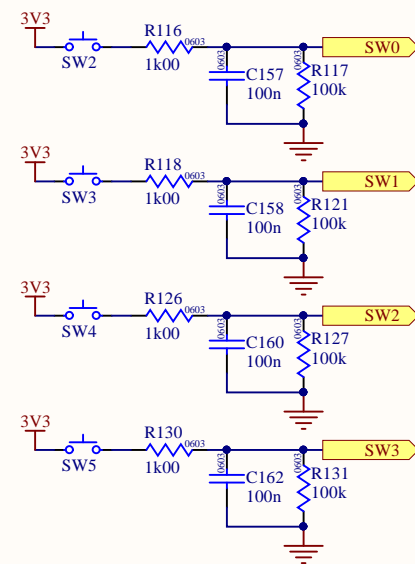 3V3
R116
0603
SW2
1k00
0603
C157
100n
0603
R117
100k
SW0
3V3
R118
0603
SW3
1k00
0603
C158
100n
0603
R121
100k
SW1
3V3
R126
0603
SW4
1k00
0603
C160
100n
0603
R127
100k
SW2
3V3
R130
0603
SW5
1k00
0603
C162
100n
0603
R131
100k
SW3